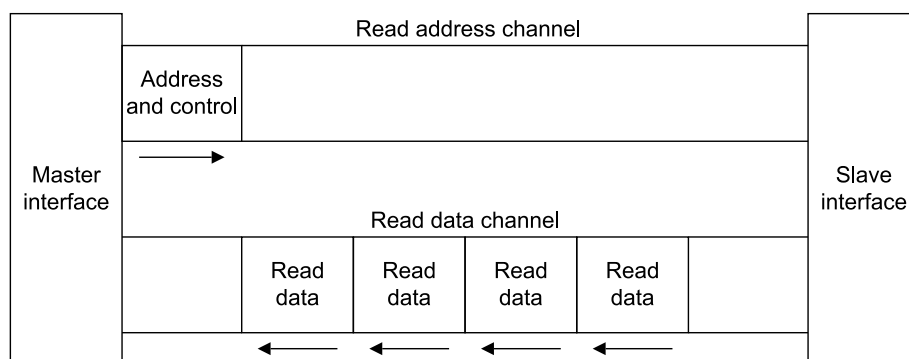 Read address channel
Address
and control
Master
interface
Slave
interface
Read data channel
Read
data
Read
data
Read
data
Read
data